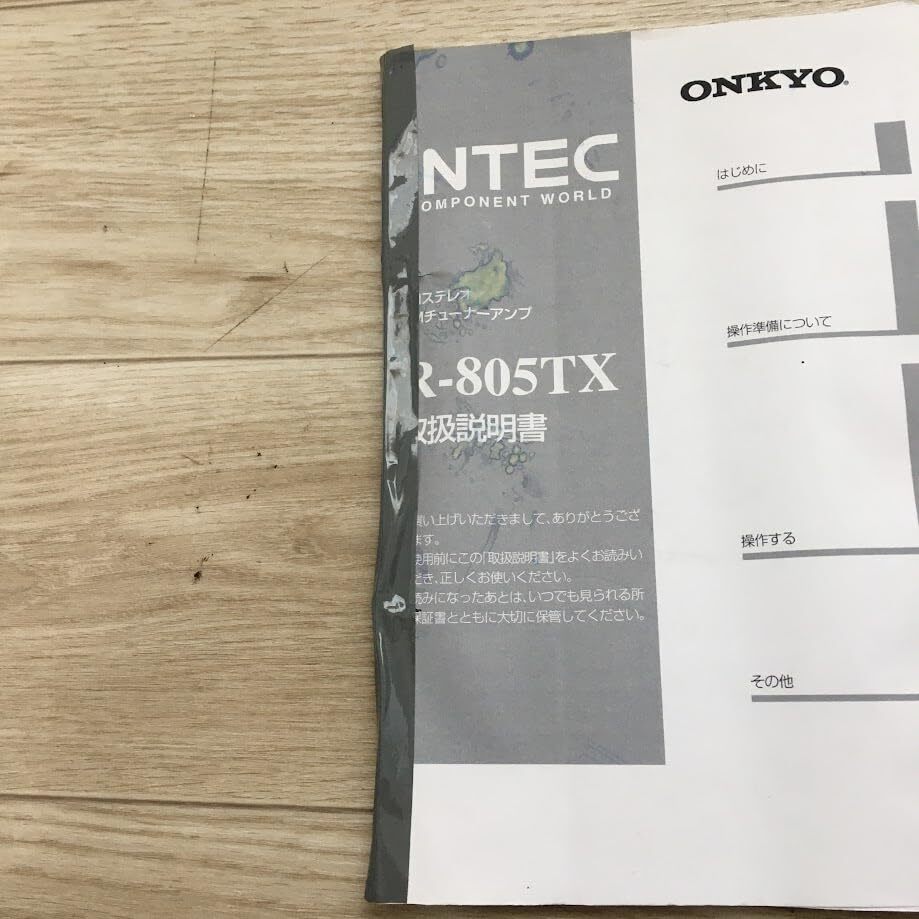 ONKYO
NTEC
OMPONENT WORLD
ステレオ
Mチューナーアンプ
R-805TX
取扱説明書
買い上げいただきまして、ありがとうござ
ます。
使用前にこの「取扱説明書」をよくお読みい
だき、正しくお使いください。
読みになったあとは、いつでも見られる所
保証書とともに大切に保管してください。
はじめに
操作準備について
操作する
その他